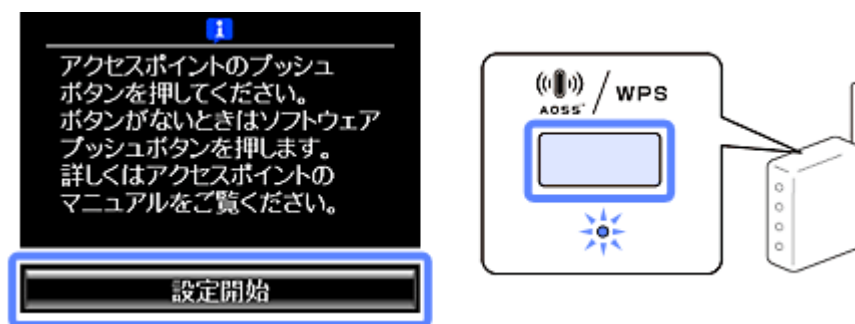 アクセスポイントのプッシュ
ボタンを押してください。
ボタンがないときはソフトウェア
プッシュボタンを押します。
詳しくはアクセスポイントの
マニュアルをご覧ください。
設定開始
AOSS / WPS